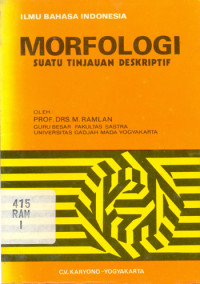 ILMU BAHASA INDONESIA
MORFOLOGI
SUATU TINJAUAN DESKRIPTIF
OLEH
PROF. DRS. M. RAMLAN
GURU BESAR FAKULTAS SASTRA
UNIVERSITAS GADJAH MADA YOGYAKARTA
415
RAM
I
C.V. KARYONO - YOGYAKARTA